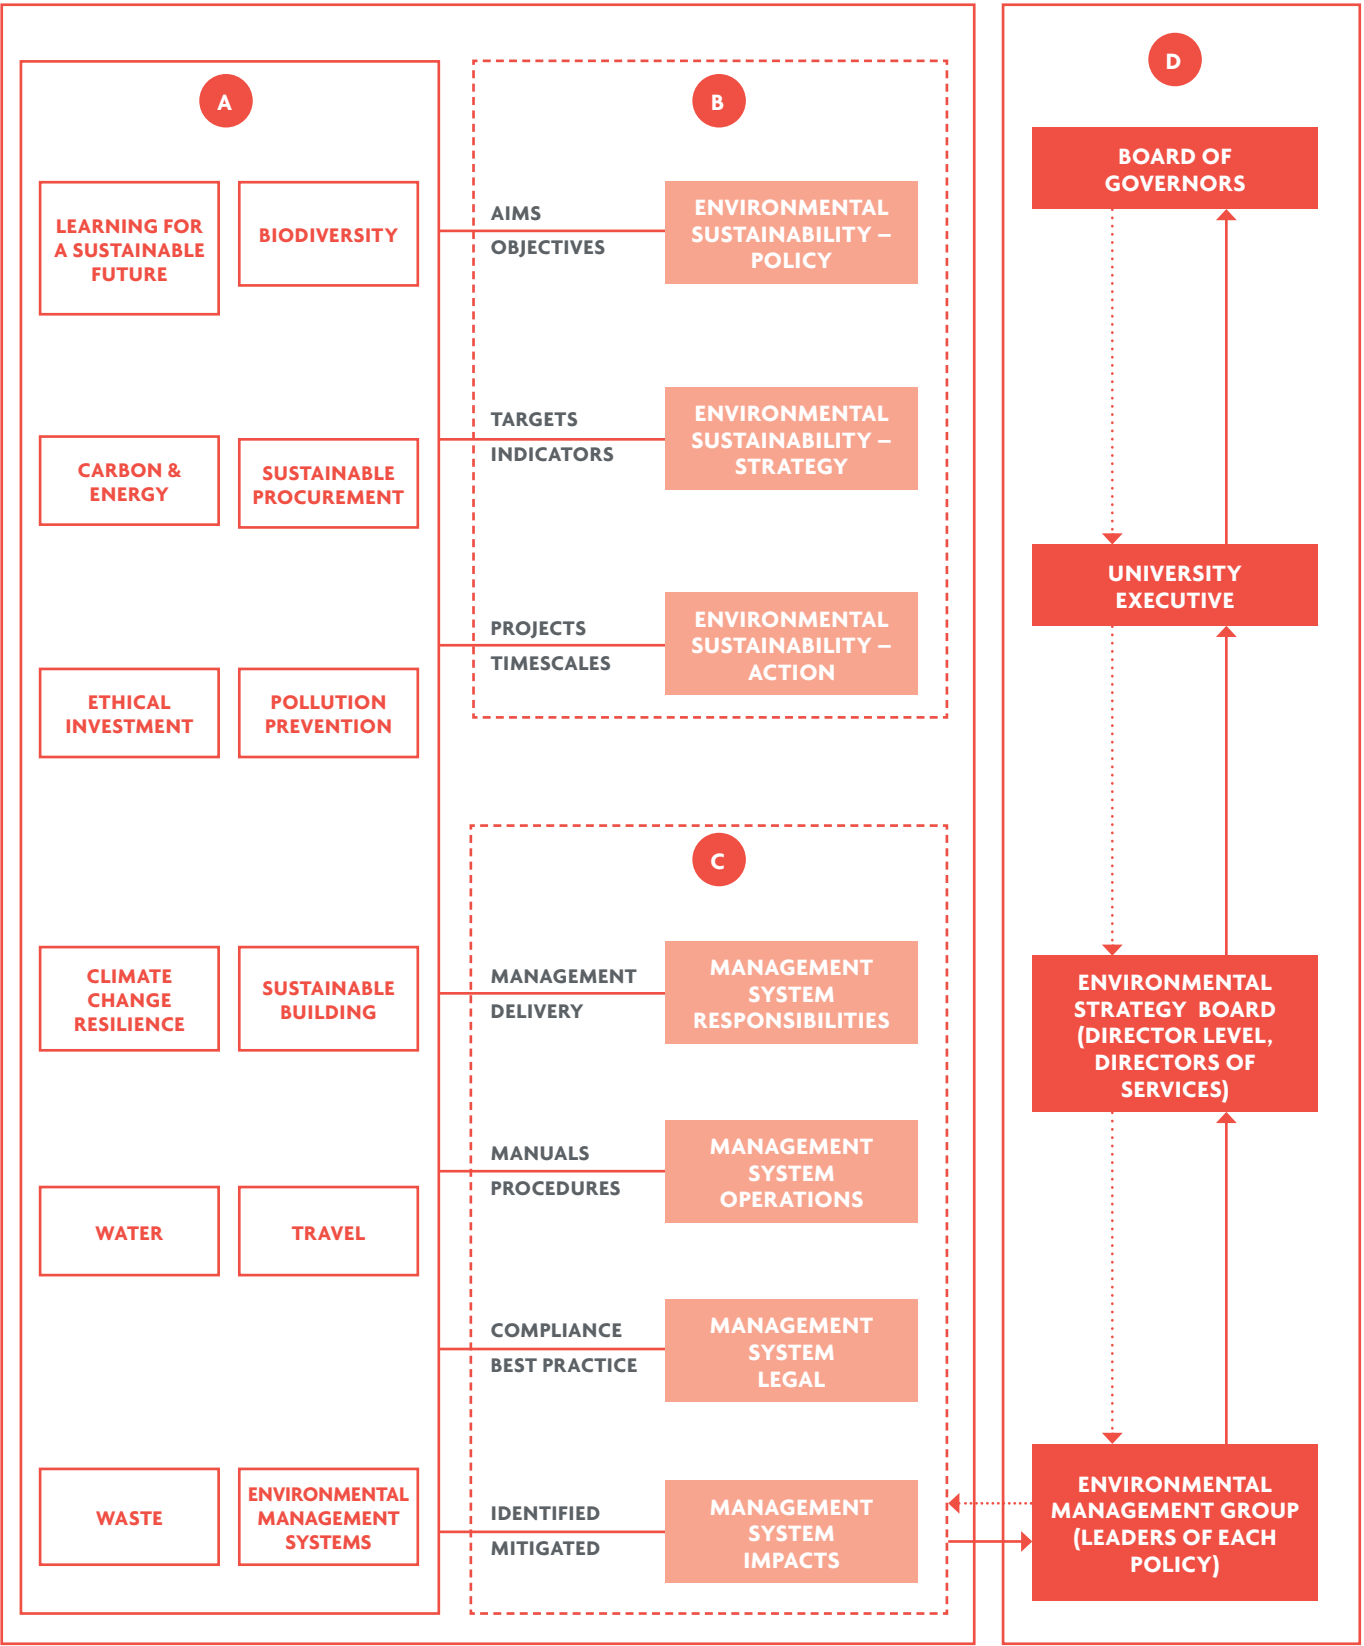 A
LEARNING FOR
A SUSTAINABLE
FUTURE
BIODIVERSITY
CARBON &
ENERGY
SUSTAINABLE
PROCUREMENT
ETHICAL
INVESTMENT
POLLUTION
PREVENTION
CLIMATE
CHANGE
RESILIENCE
SUSTAINABLE
BUILDING
WATER
TRAVEL
WASTE
ENVIRONMENTAL
MANAGEMENT
SYSTEMS
B
AIMS
OBJECTIVES
ENVIRONMENTAL
SUSTAINABILITY –
POLICY
TARGETS
INDICATORS
ENVIRONMENTAL
SUSTAINABILITY –
STRATEGY
PROJECTS
TIMESCALES
ENVIRONMENTAL
SUSTAINABILITY –
ACTION
C
MANAGEMENT
DELIVERY
MANAGEMENT
SYSTEM
RESPONSIBILITIES
MANUALS
PROCEDURES
MANAGEMENT
SYSTEM
OPERATIONS
COMPLIANCE
BEST PRACTICE
MANAGEMENT
SYSTEM
LEGAL
IDENTIFIED
MITIGATED
MANAGEMENT
SYSTEM
IMPACTS
D
BOARD OF
GOVERNORS
UNIVERSITY
EXECUTIVE
ENVIRONMENTAL
STRATEGY BOARD
(DIRECTOR LEVEL,
DIRECTORS OF
SERVICES)
ENVIRONMENTAL
MANAGEMENT GROUP
(LEADERS OF EACH
POLICY)